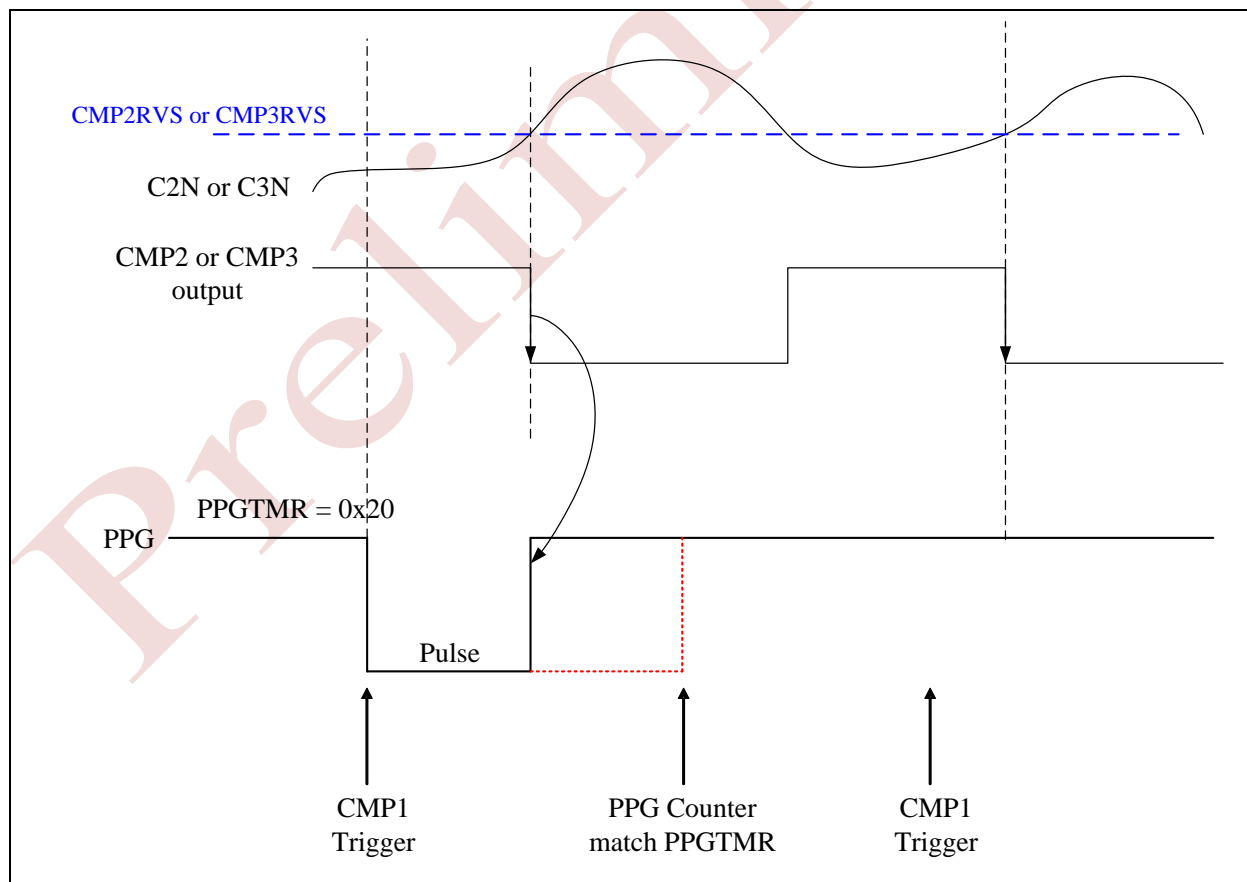 CMP2RVS or CMP3RVS
C2N or C3N
CMP2 or CMP3
output
PPGTMR = 0x20
PPG
Pulse
CMP1
Trigger
PPG Counter
match PPGTMR
CMP1
Trigger
Prelim